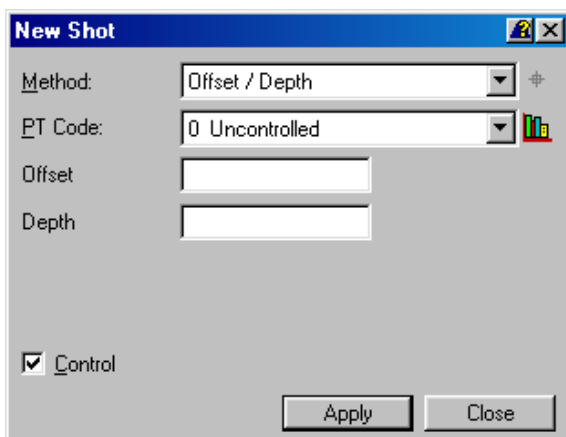 New Shot
Method: Offset / Depth
PT Code: 0 Uncontrolled
Offset
Depth
Control
Apply Close